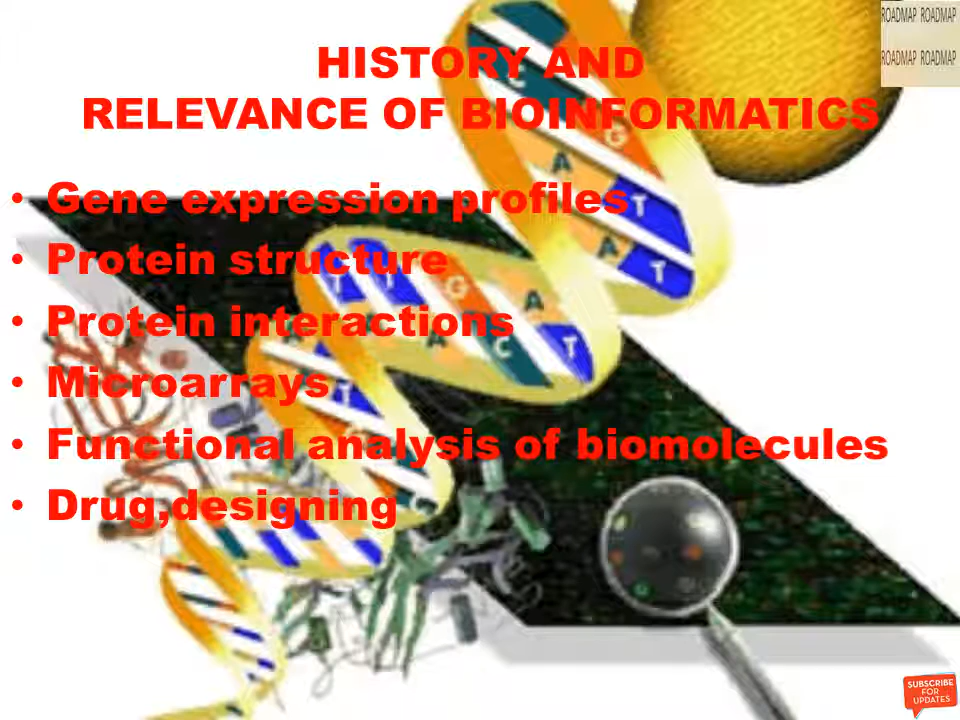 ROADMAP ROADMAP
ROADMAP ROADMAP
HISTORY AND
RELEVANCE OF BIOINFORMATICS
• Gene expression profiles
• Protein structure
• Protein interactions
• Microarrays
• Functional analysis of biomolecules
• Drug,designing
C
G
A
T
A
T
T
T
G
A
A
C
T
A
T
SUBSCRIBE
FOR
UPDATES